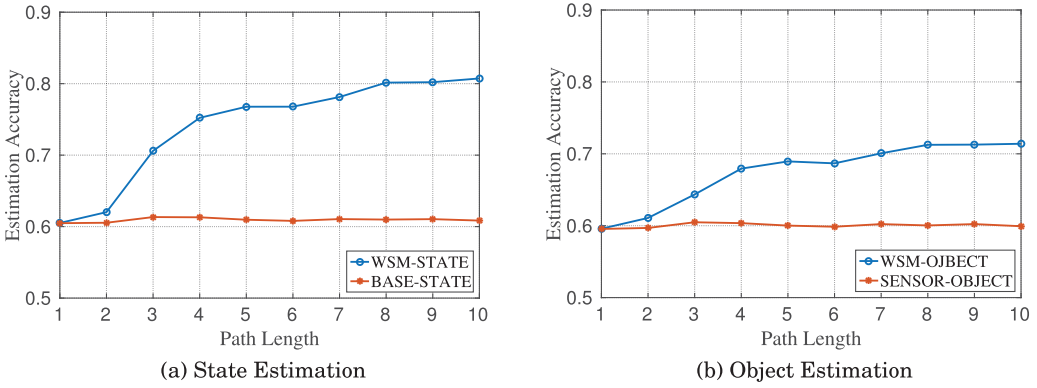 0.9
0.8
0.7
0.6
0.5
Estimation Accuracy
WSM-STATE
BASE-STATE
1 2 3 4 5 6 7 8 9 10
Path Length
(a) State Estimation
0.9
0.8
0.7
0.6
0.5
Estimation Accuracy
WSM-OJBECT
SENSOR-OBJECT
1 2 3 4 5 6 7 8 9 10
Path Length
(b) Object Estimation